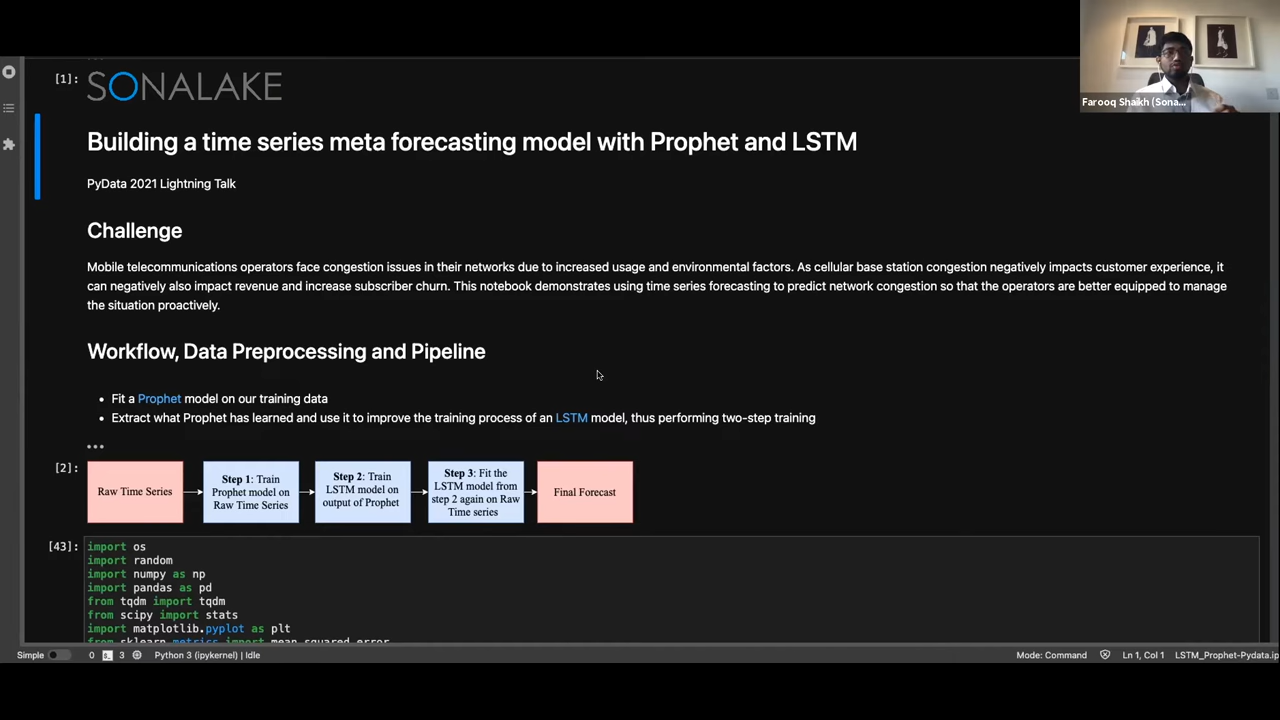 [1]:
SONALAKE
Farooq Shaikh (Sona...
Building a time series meta forecasting model with Prophet and LSTM
PyData 2021 Lightning Talk
Challenge
Mobile telecommunications operators face congestion issues in their networks due to increased usage and environmental factors. As cellular base station congestion negatively impacts customer experience, it
can negatively also impact revenue and increase subscriber churn. This notebook demonstrates using time series forecasting to predict network congestion so that the operators are better equipped to manage
the situation proactively.
Workflow, Data Preprocessing and Pipeline
• Fit a Prophet model on our training data
• Extract what Prophet has learned and use it to improve the training process of an LSTM model, thus performing two-step training
•••
[2]:
Raw Time Series
Step 1: Train
Prophet model on
Raw Time Series
Step 2: Train
LSTM model on
output of Prophet
Step 3: Fit the
LSTM model from
step 2 again on Raw
Time series
Final Forecast
[43]:
import os
import random
import numpy as np
import pandas as pd
from tqdm import tqdm
from scipy import stats
import matplotlib.pyplot as plt
from sklearn.metrics import mean_squared_error
Simple 0 3 Python 3 (ipykernel) | Idle Mode: Command Ln 1, Col 1 LSTM_Prophet-Pydata.ip